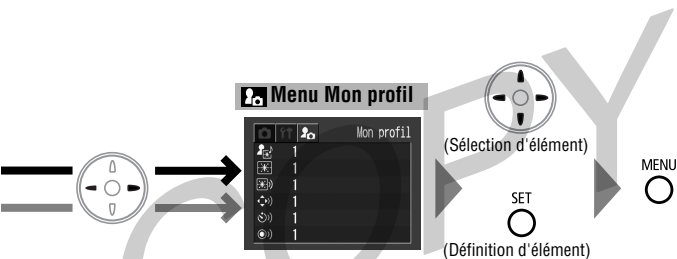 Menu Mon profil
Mon profil
1
1
1
1
1
1
(Sélection d'élément)
SET
(Définition d'élément)
MENU
COPY